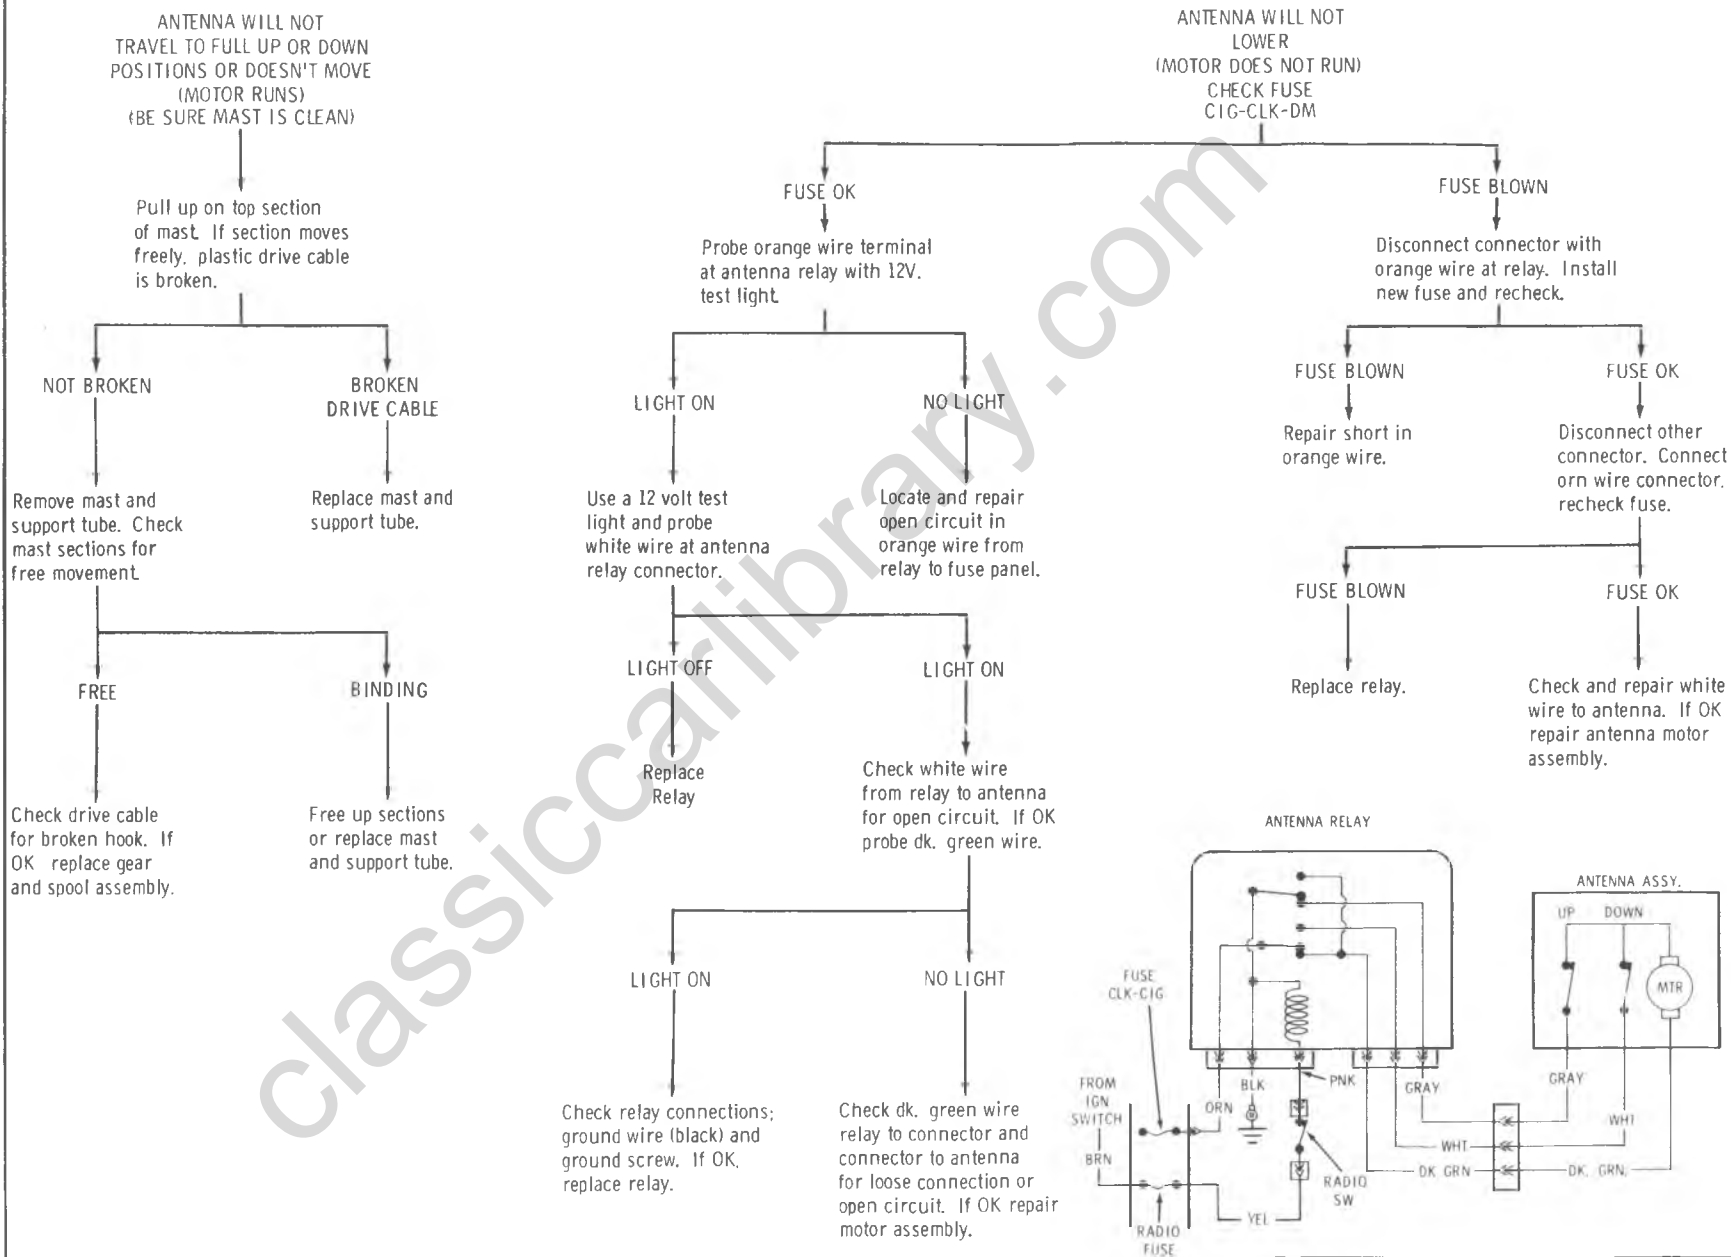 ANTENNA WILL NOT
TRAVEL TO FULL UP OR DOWN
POSITIONS OR DOESN'T MOVE
(MOTOR RUNS)
(BE SURE MAST IS CLEAN)
Pull up on top section
of mast. If section moves
freely, plastic drive cable
is broken.
NOT BROKEN
BROKEN
DRIVE CABLE
Remove mast and
support tube. Check
mast sections for
free movement.
Replace mast and
support tube.
FREE
BINDING
Check drive cable
for broken hook. If
OK replace gear
and spool assembly.
Free up sections
or replace mast
and support tube.
ANTENNA WILL NOT
LOWER
(MOTOR DOES NOT RUN)
CHECK FUSE
CIG-CLK-DM
FUSE OK
Probe orange wire terminal
at antenna relay with 12V.
test light.
LIGHT ON
NO LIGHT
Use a 12 volt test
light and probe
white wire at antenna
relay connector.
Locate and repair
open circuit in
orange wire from
relay to fuse panel.
LIGHT OFF
LIGHT ON
Replace
Relay
Check white wire
from relay to antenna
for open circuit. If OK
probe dk. green wire.
LIGHT ON
NO LIGHT
Check relay connections;
ground wire (black) and
ground screw. If OK,
replace relay.
Check dk. green wire
relay to connector and
connector to antenna
for loose connection or
open circuit. If OK repair
motor assembly.
FUSE BLOWN
Disconnect connector with
orange wire at relay. Install
new fuse and recheck.
FUSE BLOWN
FUSE OK
Repair short in
orange wire.
Disconnect other
connector. Connect
orn wire connector,
recheck fuse.
FUSE BLOWN
FUSE OK
Replace relay.
Check and repair white
wire to antenna. If OK
repair antenna motor
assembly.
ANTENNA RELAY
ANTENNA ASSY.
UP
DOWN
MTR
FUSE
CLK-CIG
FROM
IGN
SWITCH
BRN
ORN
BLK
PNK
GRAY
GRAY
WHT
WHT
DK GRN
DK. GRN.
RADIO
SW
YEL
RADIO
FUSE
classiccarlibrary.com